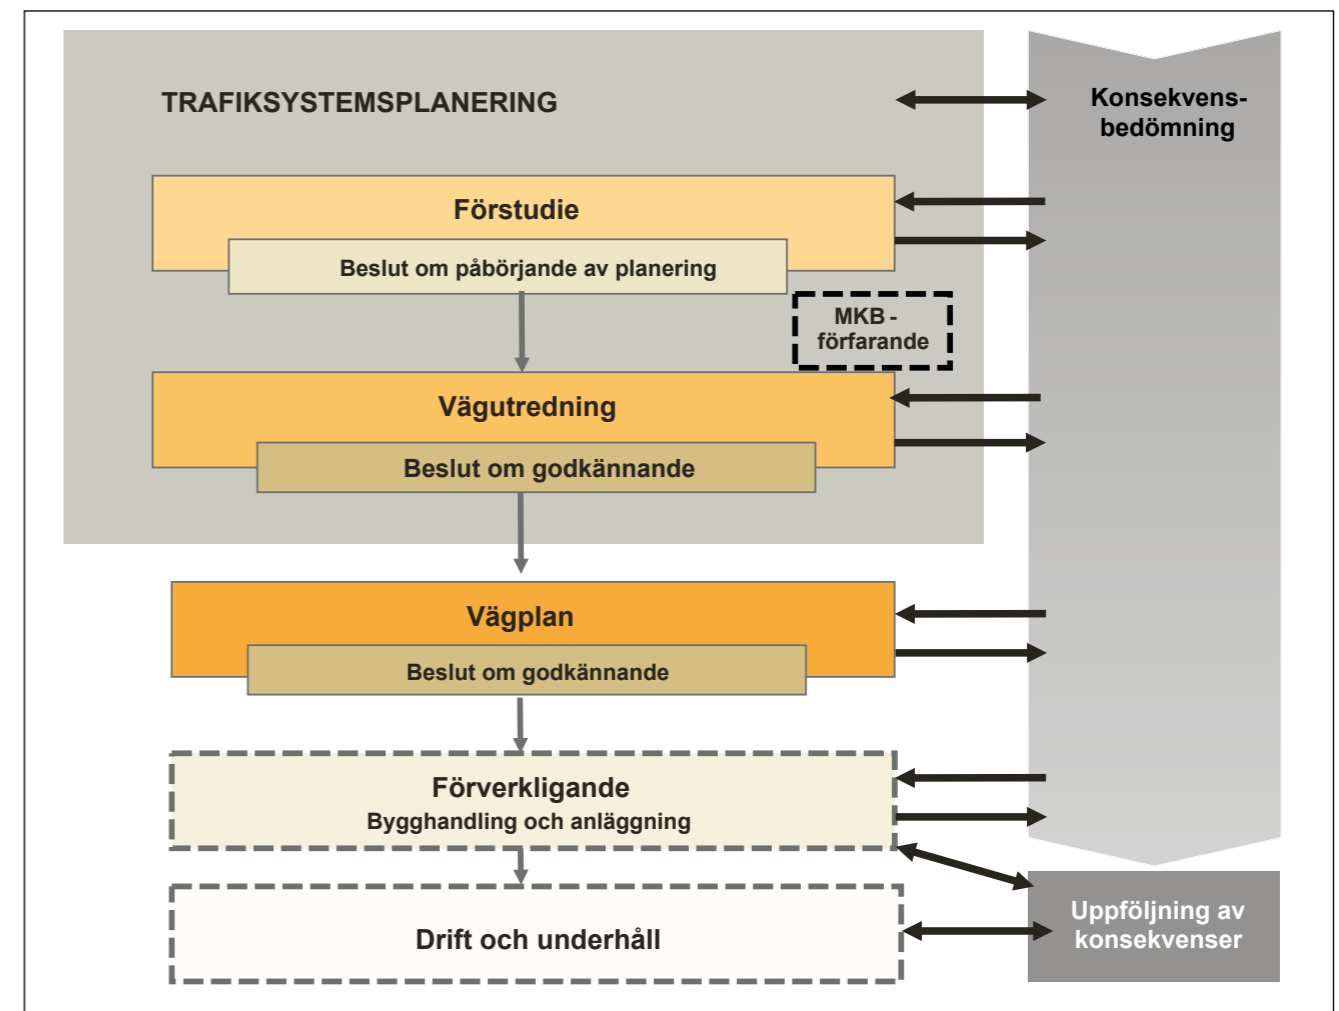 TRAFIKSYSTEMSPLANERING
Konsekvens-
bedömning
Förstudie
Beslut om påbörjande av planering
MKB -
förfarande
Vägutredning
Beslut om godkännande
Vägplan
Beslut om godkännande
Förverkligande
Bygghandling och anläggning
Drift och underhåll
Uppföljning av
konsekvenser